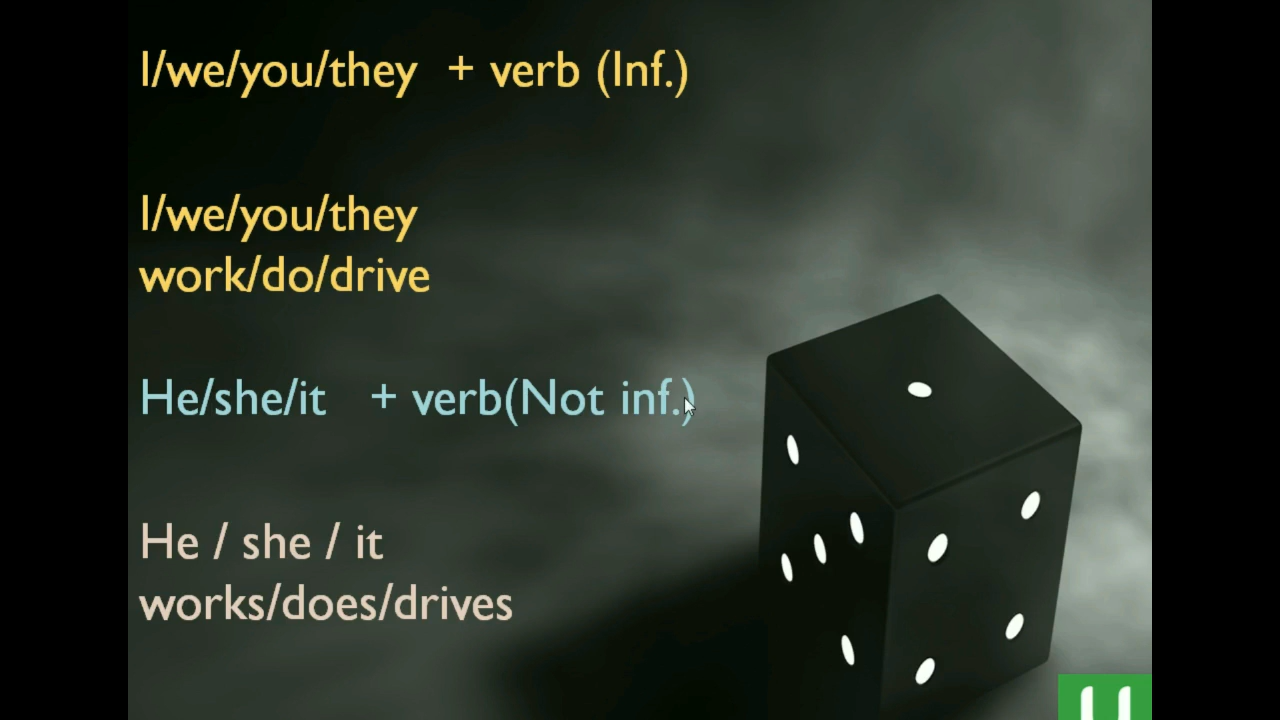 I/we/you/they + verb (Inf.)
I/we/you/they
work/do/drive
He/she/it + verb(Not inf.)
He / she / it
works/does/drives